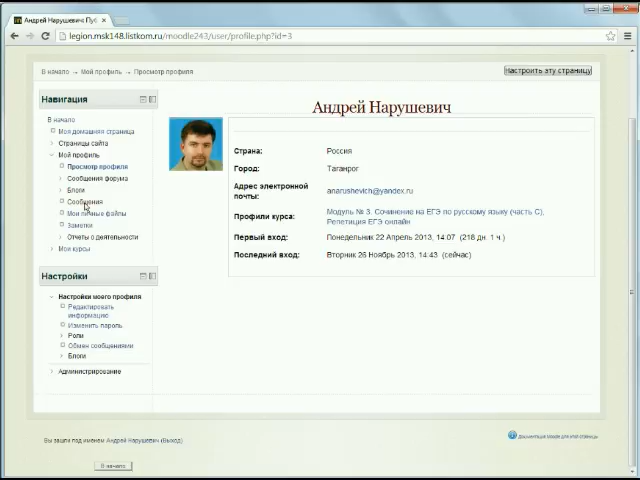 Андрей Нарушевич: Пуб
legion.msk148.listkom.ru/moodle243/user/profile.php?id=3
В начало → Мой профиль → Просмотр профиля
Настроить эту страницу
Навигация
В начало
Моя домашняя страница
Страницы сайта
Мой профиль
Просмотр профиля
Сообщения форума
Блоги
Сообщения
Мои личные файлы
Заметки
Отчеты о деятельности
Мои курсы
Настройки
Настройки моего профиля
Редактировать
информацию
Изменить пароль
Роли
Обмен сообщениями
Блоги
Администрирование
Андрей Нарушевич
Страна: Россия
Город: Таганрог
Адрес электронной
почты: anarushevich@yandex.ru
Профили курса: Модуль № 3. Сочинение на ЕГЭ по русскому языку (часть С),
Репетиция ЕГЭ онлайн
Первый вход: Понедельник 22 Апрель 2013, 14:07 (218 дн. 1 ч.)
Последний вход: Вторник 26 Ноябрь 2013, 14:43 (сейчас)
Вы зашли под именем Андрей Нарушевич (Выход)
Документация Moodle для этой страницы
В начало